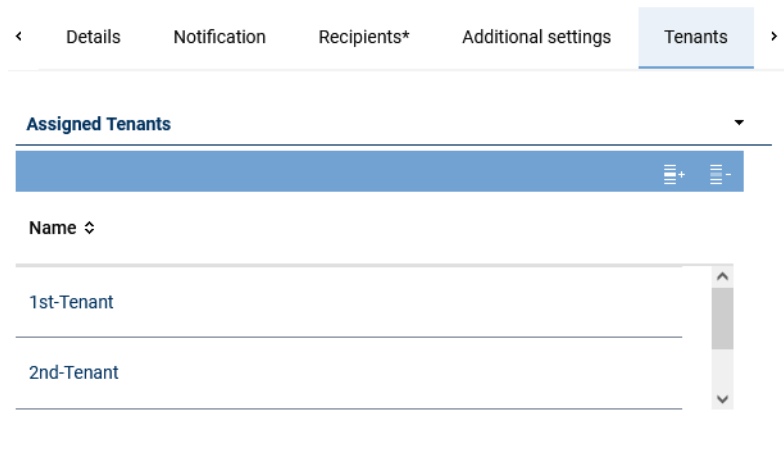 Details Notification Recipients* Additional settings Tenants
Assigned Tenants
Name
1st-Tenant
2nd-Tenant